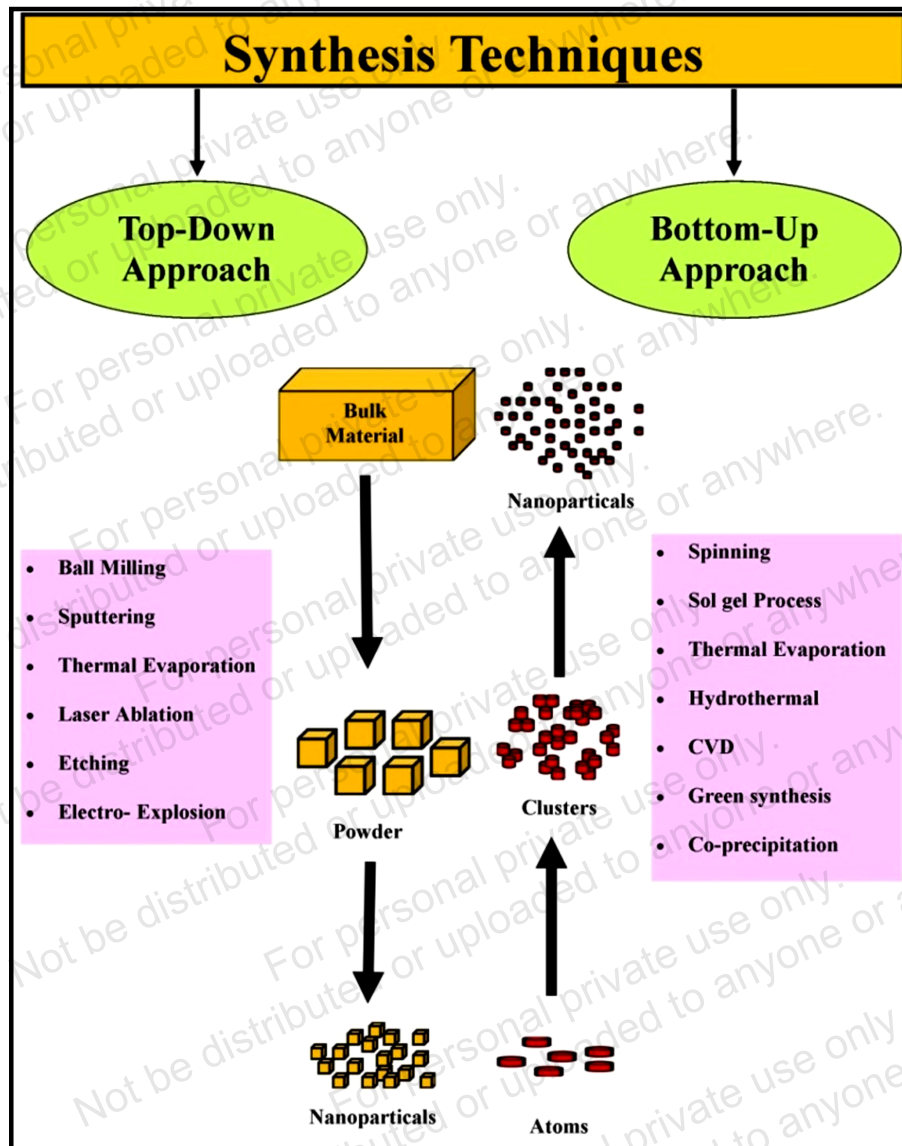 Synthesis Techniques
Top-Down
Approach
Bottom-Up
Approach
Bulk
Material
Nanoparticals
• Ball Milling
• Sputtering
• Thermal Evaporation
• Laser Ablation
• Etching
• Electro- Explosion
• Spinning
• Sol gel Process
• Thermal Evaporation
• Hydrothermal
• CVD
• Green synthesis
• Co-precipitation
Powder
Clusters
Nanoparticals
Atoms
For personal private use only.
Not be distributed or uploaded to anyone or anywhere.